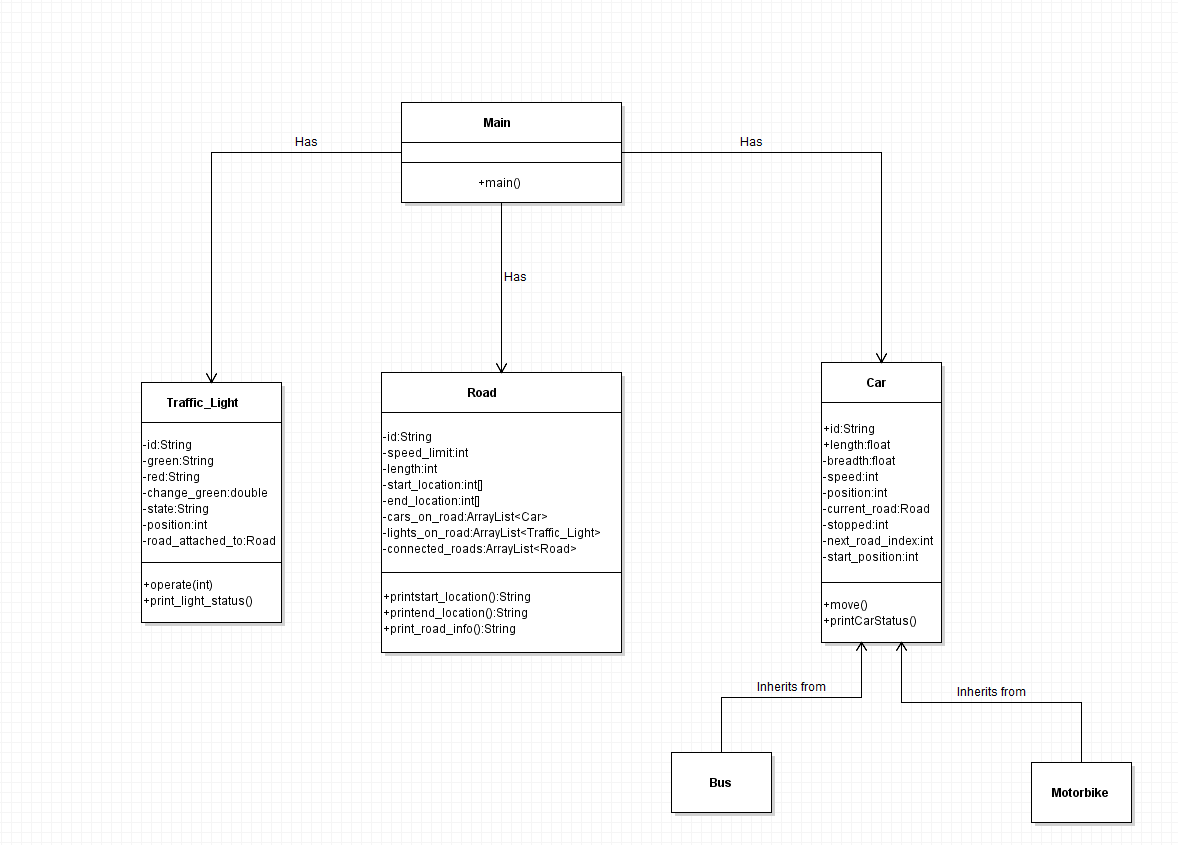 Main
+main()
Has
Has
Has
Traffic_Light
-id:String
-green:String
-red:String
-change_green:double
-state:String
-position:int
-road_attached_to:Road
+operate(int)
+print_light_status()
Road
-id:String
-speed_limit:int
-length:int
-start_location:int[]
-end_location:int[]
-cars_on_road:ArrayList<Car>
-lights_on_road:ArrayList<Traffic_Light>
-connected_roads:ArrayList<Road>
+printstart_location():String
+printend_location():String
+print_road_info():String
Car
+id:String
+length:float
-breadth:float
-speed:int
-position:int
-current_road:Road
-stopped:int
-next_road_index:int
-start_position:int
+move()
+printCarStatus()
Inherits from
Inherits from
Bus
Motorbike